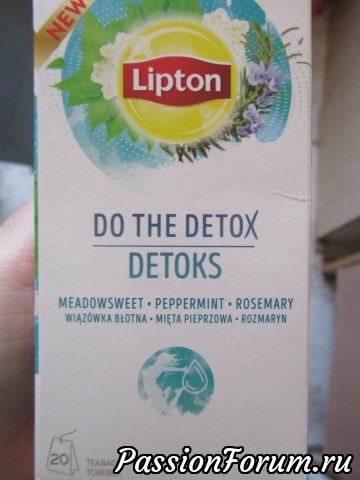 NEW
Lipton
DO THE DETOX
DETOKS
MEADOWSWEET • PEPPERMINT • ROSEMARY
WIĄZÓWKA BŁOTNA • MIĘTA PIEPRZOWA • ROZMARYN
20
PassionForum.ru